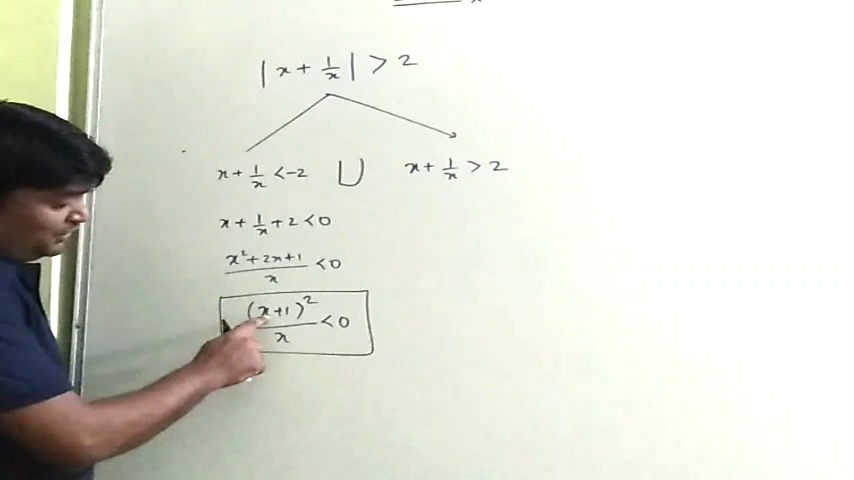 |x + 1/x| > 2
x + 1/x < -2 ∪ x + 1/x > 2
x + 1/x + 2 < 0
(x² + 2x + 1)/x < 0
(x+1)²/x < 0